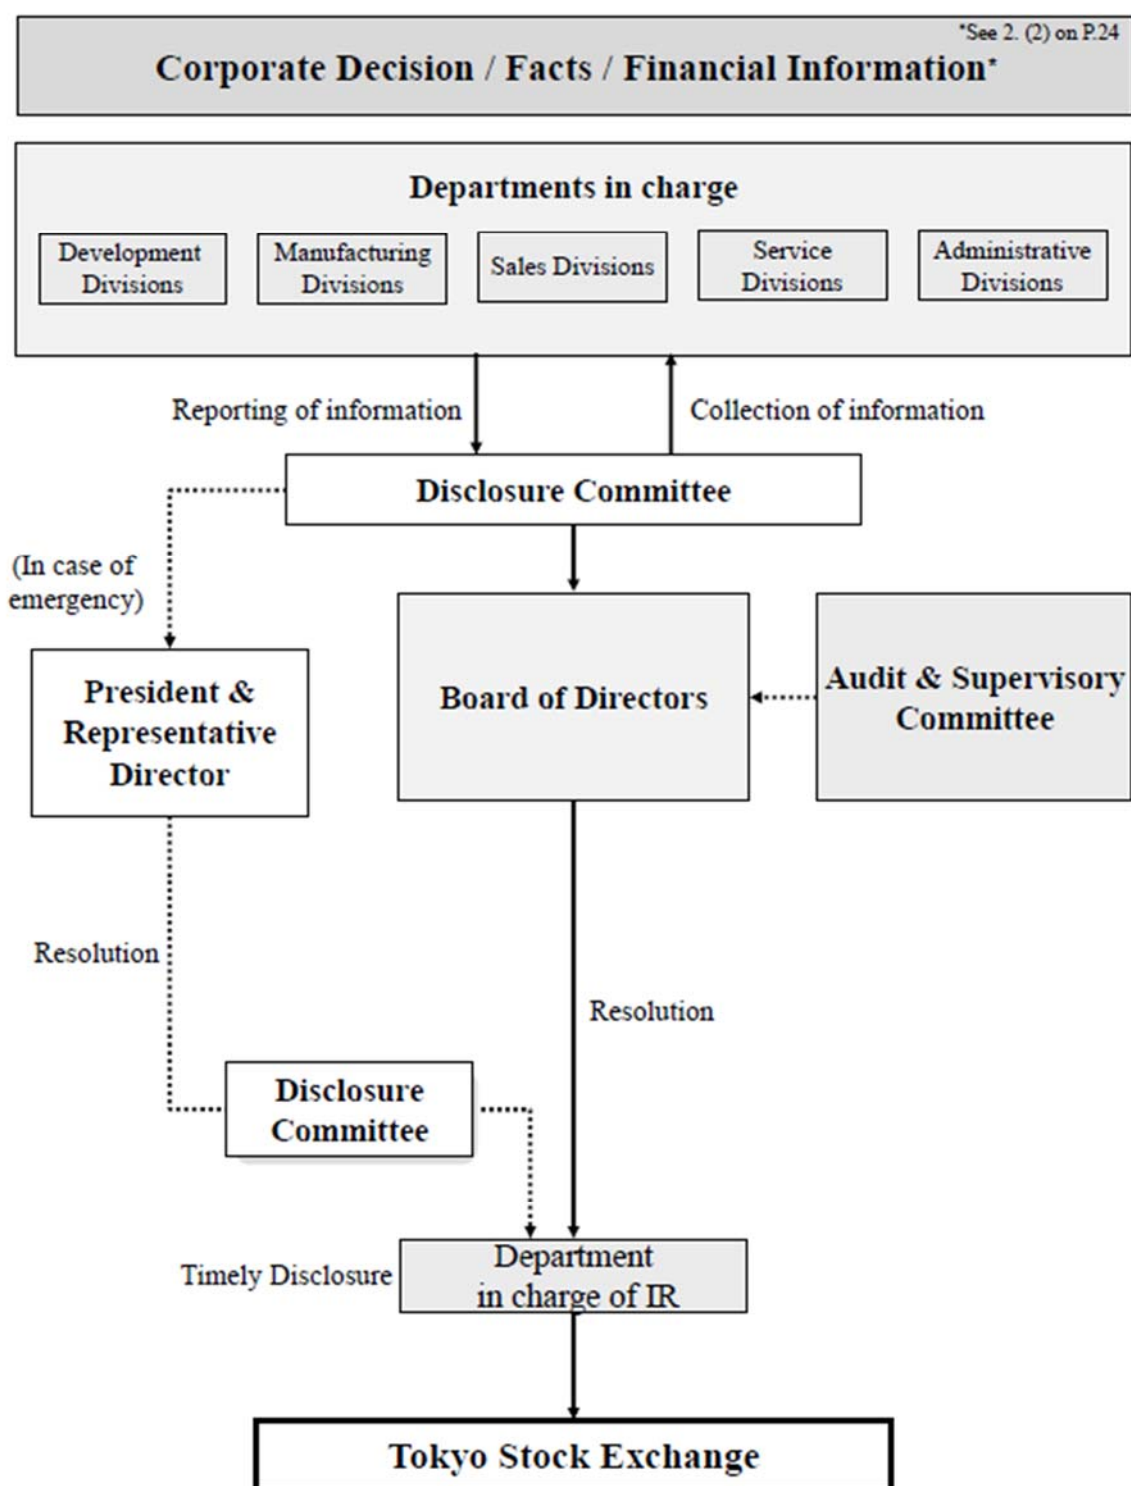 *See 2. (2) on P.24
Corporate Decision / Facts / Financial Information*
Departments in charge
Development
Divisions
Manufacturing
Divisions
Sales Divisions
Service
Divisions
Administrative
Divisions
Reporting of information
Collection of information
Disclosure Committee
(In case of
emergency)
President &
Representative
Director
Board of Directors
Audit & Supervisory
Committee
Resolution
Resolution
Disclosure
Committee
Timely Disclosure
Department
in charge of IR
Tokyo Stock Exchange